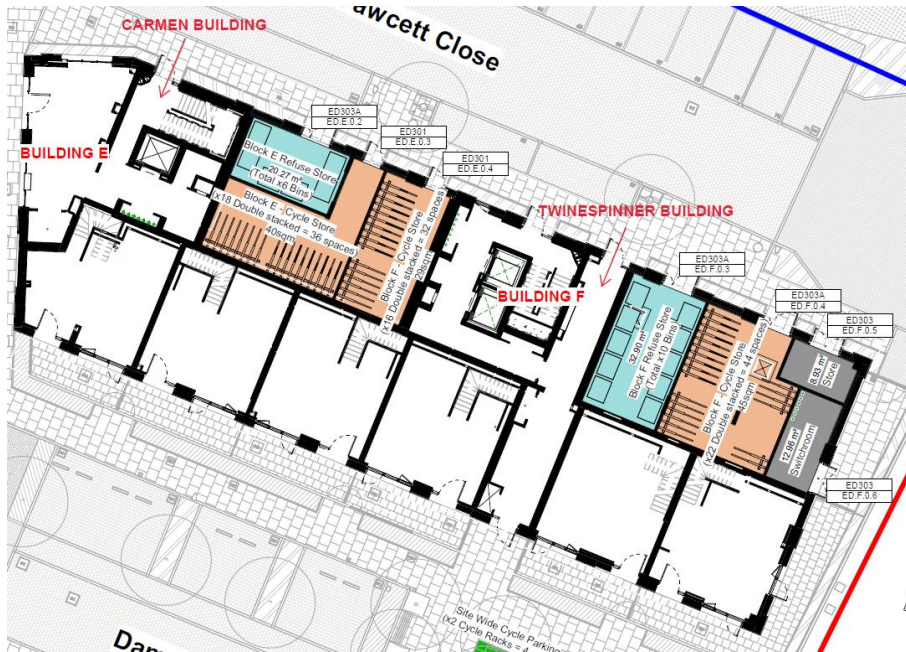 awcett Close
CARMEN BUILDING
ED303A
ED.E.0.2
ED301
ED.E.0.3
ED301
ED.E.0.4
BUILDING E
Block E Refuse Store
20.27 m²
(Total x6 Bins)
Block E - Cycle Store
(x18 Double stacked = 36 spaces)
40sqm
Block F - Cycle Store
(x16 Double stacked = 32 spaces)
29sqm
TWINESPINNER BUILDING
BUILDING F
ED303A
ED.F.0.3
ED303A
ED.F.0.4
ED303
ED.F.0.5
32.90 m²
Block F Refuse Store
(Total x10 Bins)
Block F - Cycle Store
(x22 Double stacked = 44 spaces)
45sqm
8.93 m²
Store
12.96 m²
Switchroom
ED303
ED.F.0.6
Site Wide Cycle Parking
(x2 Cycle Racks = 4
Dam